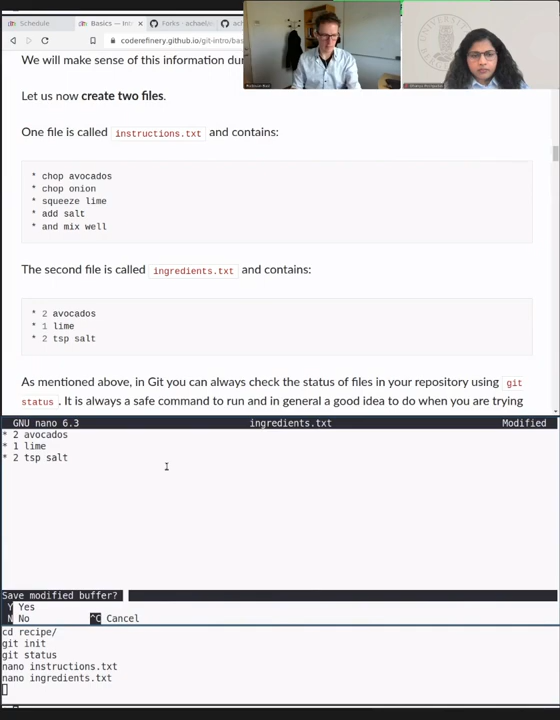 Schedule
Basics — Intro
Forks · achael
coderefinery.github.io/git-intro/bas
We will make sense of this information du
Let us now create two files.
One file is called instructions.txt and contains:
* chop avocados
* chop onion
* squeeze lime
* add salt
* and mix well
The second file is called ingredients.txt and contains:
* 2 avocados
* 1 lime
* 2 tsp salt
As mentioned above, in Git you can always check the status of files in your repository using git
status . It is always a safe command to run and in general a good idea to do when you are trying
GNU nano 6.3 ingredients.txt Modified
* 2 avocados
* 1 lime
* 2 tsp salt
Save modified buffer?
Y Yes
N No ^C Cancel
cd recipe/
git init
git status
nano instructions.txt
nano ingredients.txt